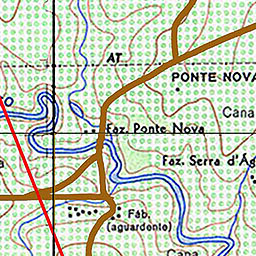 AT
PONTE NOVA
Cana
Faz. Ponte Nova
Faz. Serra d'Ág
Fáb.
(aguardente)
Cana